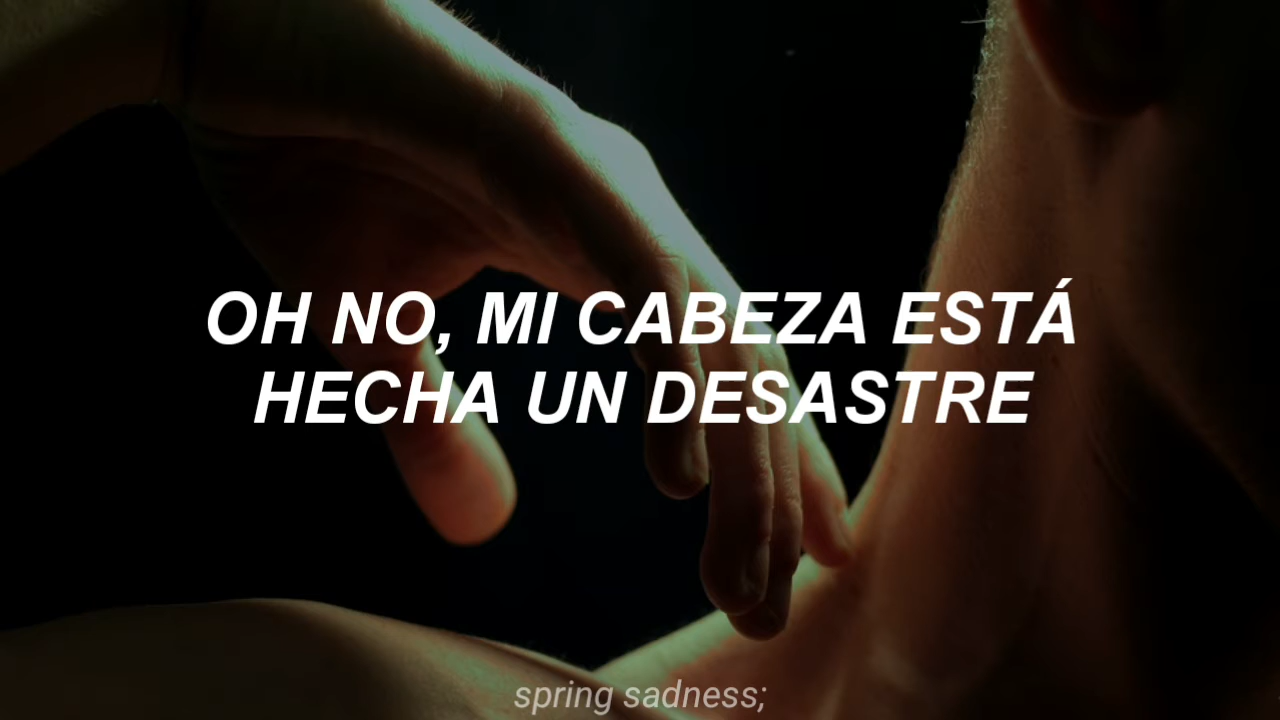 OH NO, MI CABEZA ESTÁ
HECHA UN DESASTRE
spring sadness;